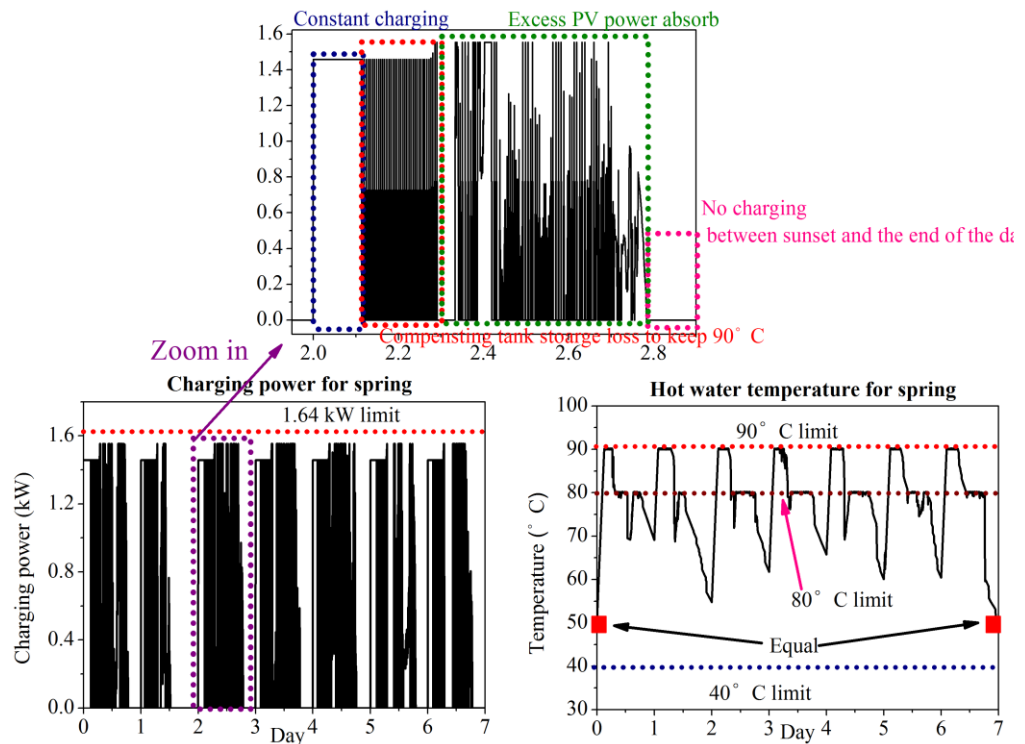 Constant charging
Excess PV power absorb
1.6
1.4
1.2
1.0
0.8
0.6
0.4
0.2
0.0
No charging
between sunset and the end of the da
Compensting tank stoarge loss to keep 90° C
2.0 2.2 2.4 2.6 2.8
Zoom in
Charging power for spring
1.64 kW limit
1.6
1.2
0.8
0.4
0.0
Charging power (kW)
0 1 2 3 4 5 6 7
Day
Hot water temperature for spring
90° C limit
100
90
80
70
60
50
40
30
Temperature (° C)
80° C limit
Equal
40° C limit
0 1 2 3 4 5 6 7
Day